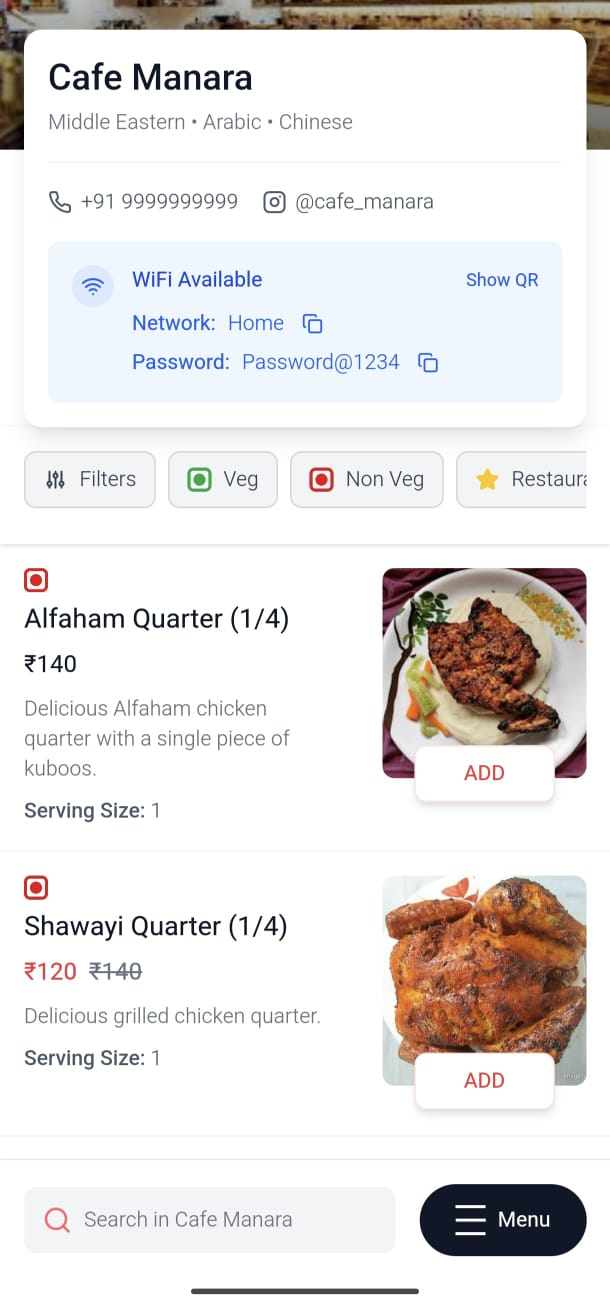 Cafe Manara
Middle Eastern • Arabic • Chinese
+91 9999999999 @cafe_manara
WiFi Available Show QR
Network: Home
Password: Password@1234
Filters Veg Non Veg
Alfaham Quarter (1/4)
₹140
Delicious Alfaham chicken
quarter with a single piece of
kuboos.
Serving Size: 1
ADD
Shawayi Quarter (1/4)
₹120 ₹140
Delicious grilled chicken quarter.
Serving Size: 1
ADD
Search in Cafe Manara Menu